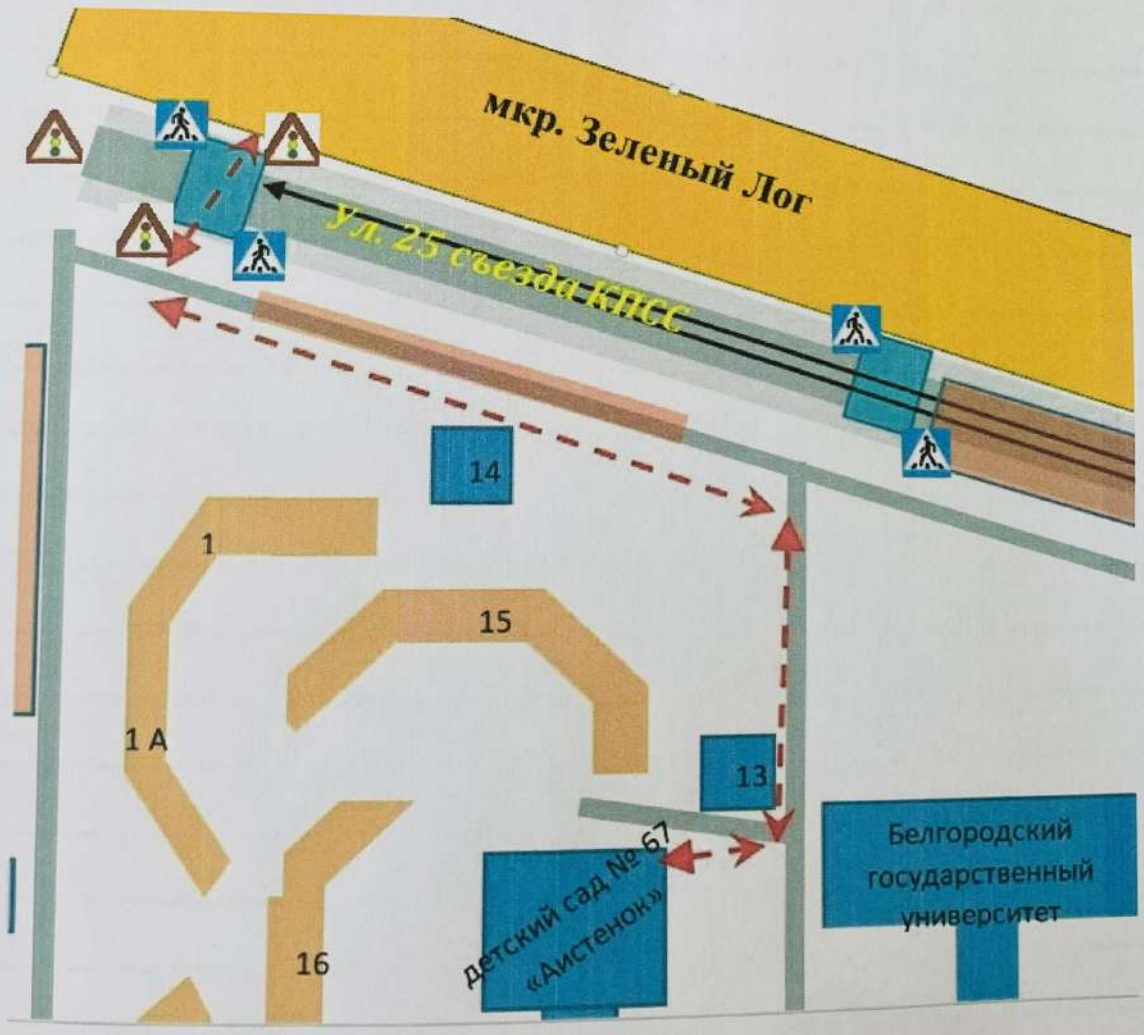 мкр. Зеленый Лог
Ул. 25 съезда КПСС
14
1
15
1 А
13
детский сад № 67
«Аистенок»
Белгородский
государственный
университет
16